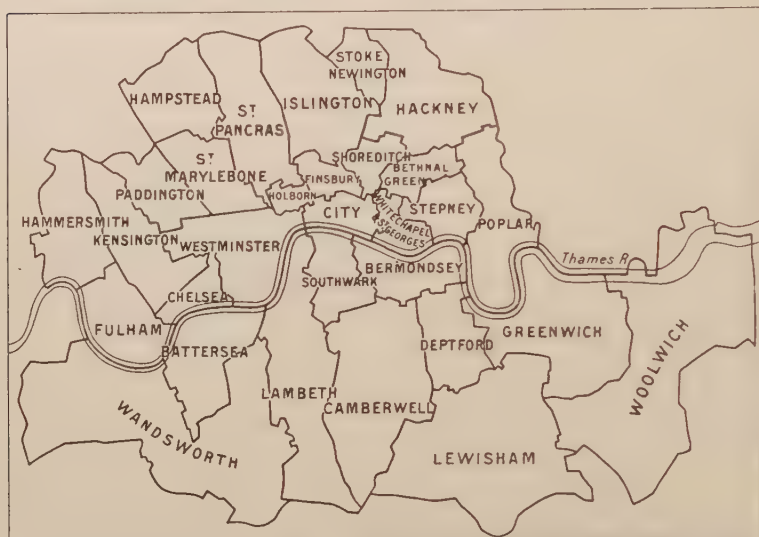 STOKE
NEWINGTON
HAMPSTEAD
ST
PANCRAS
ISLINGTON
HACKNEY
ST
MARYLEBONE
SHOREDITCH
BETHNAL
GREEN
FINSBURY
PADDINGTON
HOLBORN
HAMMERSMITH
KENSINGTON
WESTMINSTER
CITY
WHITECHAPEL
ST GEORGES
STEPNEY
POPLAR
Thames R
BERMONDSEY
SOUTHWARK
CHELSEA
FULHAM
BATTERSEA
DEPTFORD
GREENWICH
WOOLWICH
LAMBETH
CAMBERWELL
WANDSWORTH
LEWISHAM